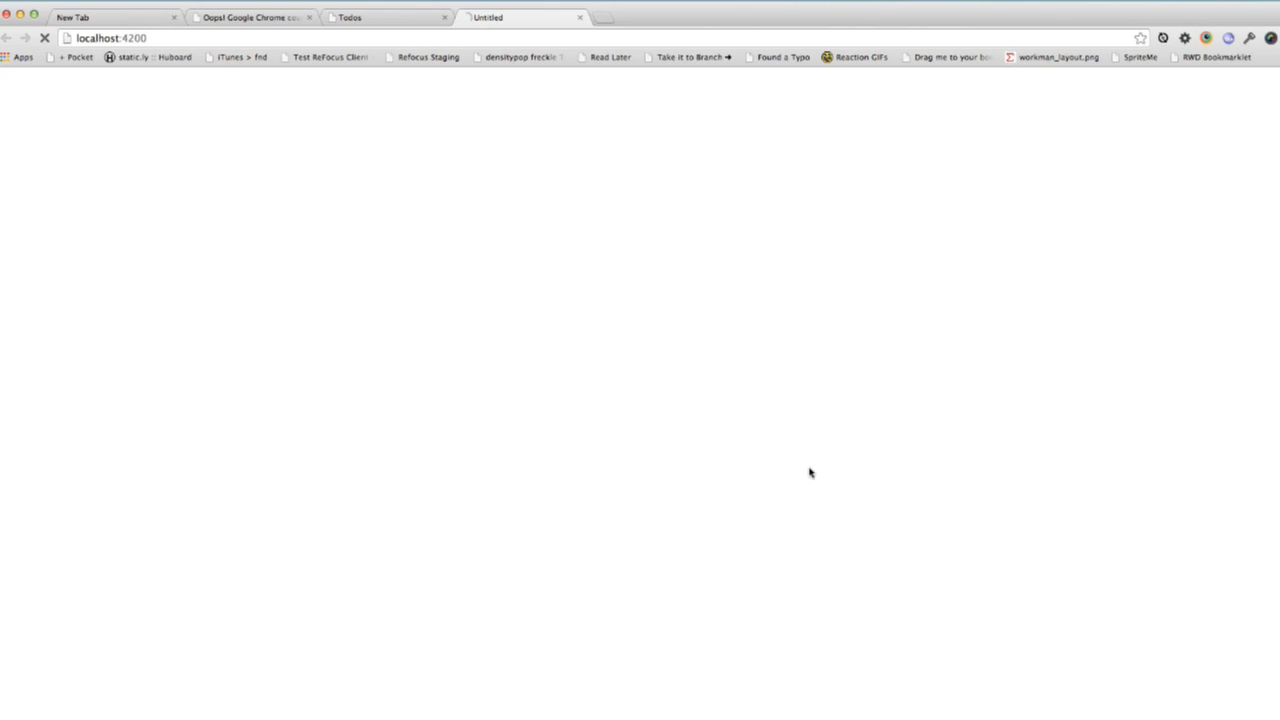 New Tab
Oops! Google Chrome cou
Todos
Untitled
localhost:4200
Apps
+ Pocket
static.ly :: Huboard
iTunes > fnd
Test ReFocus Client
Refocus Staging
densitypop freckle
Read Later
Take it to Branch ➔
Found a Typo
Reaction GIFs
Drag me to your bo
workman_layout.png
SpriteMe
RWD Bookmarklet